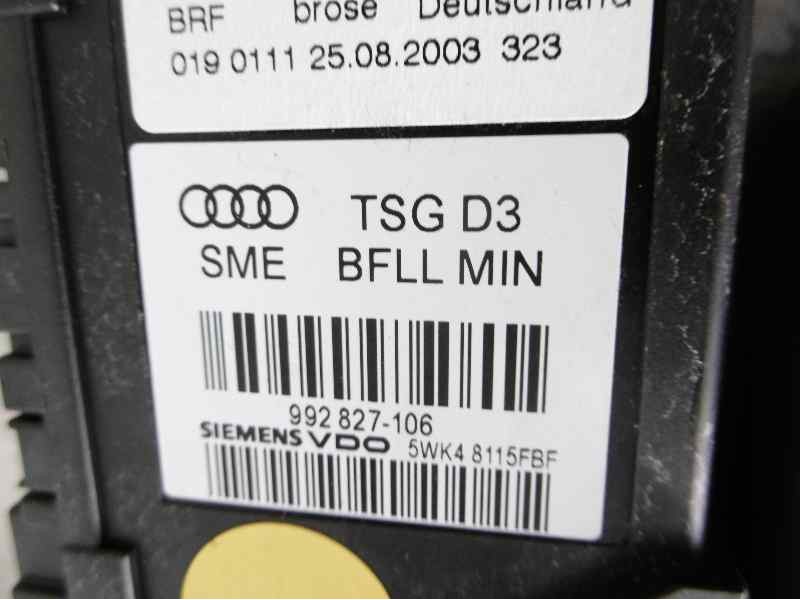 BRF brose Deutschland
019 0111 25.08.2003 323
TSG D3
SME BFLL MIN
992 827-106
SIEMENS VDO 5WK4 8115FBF